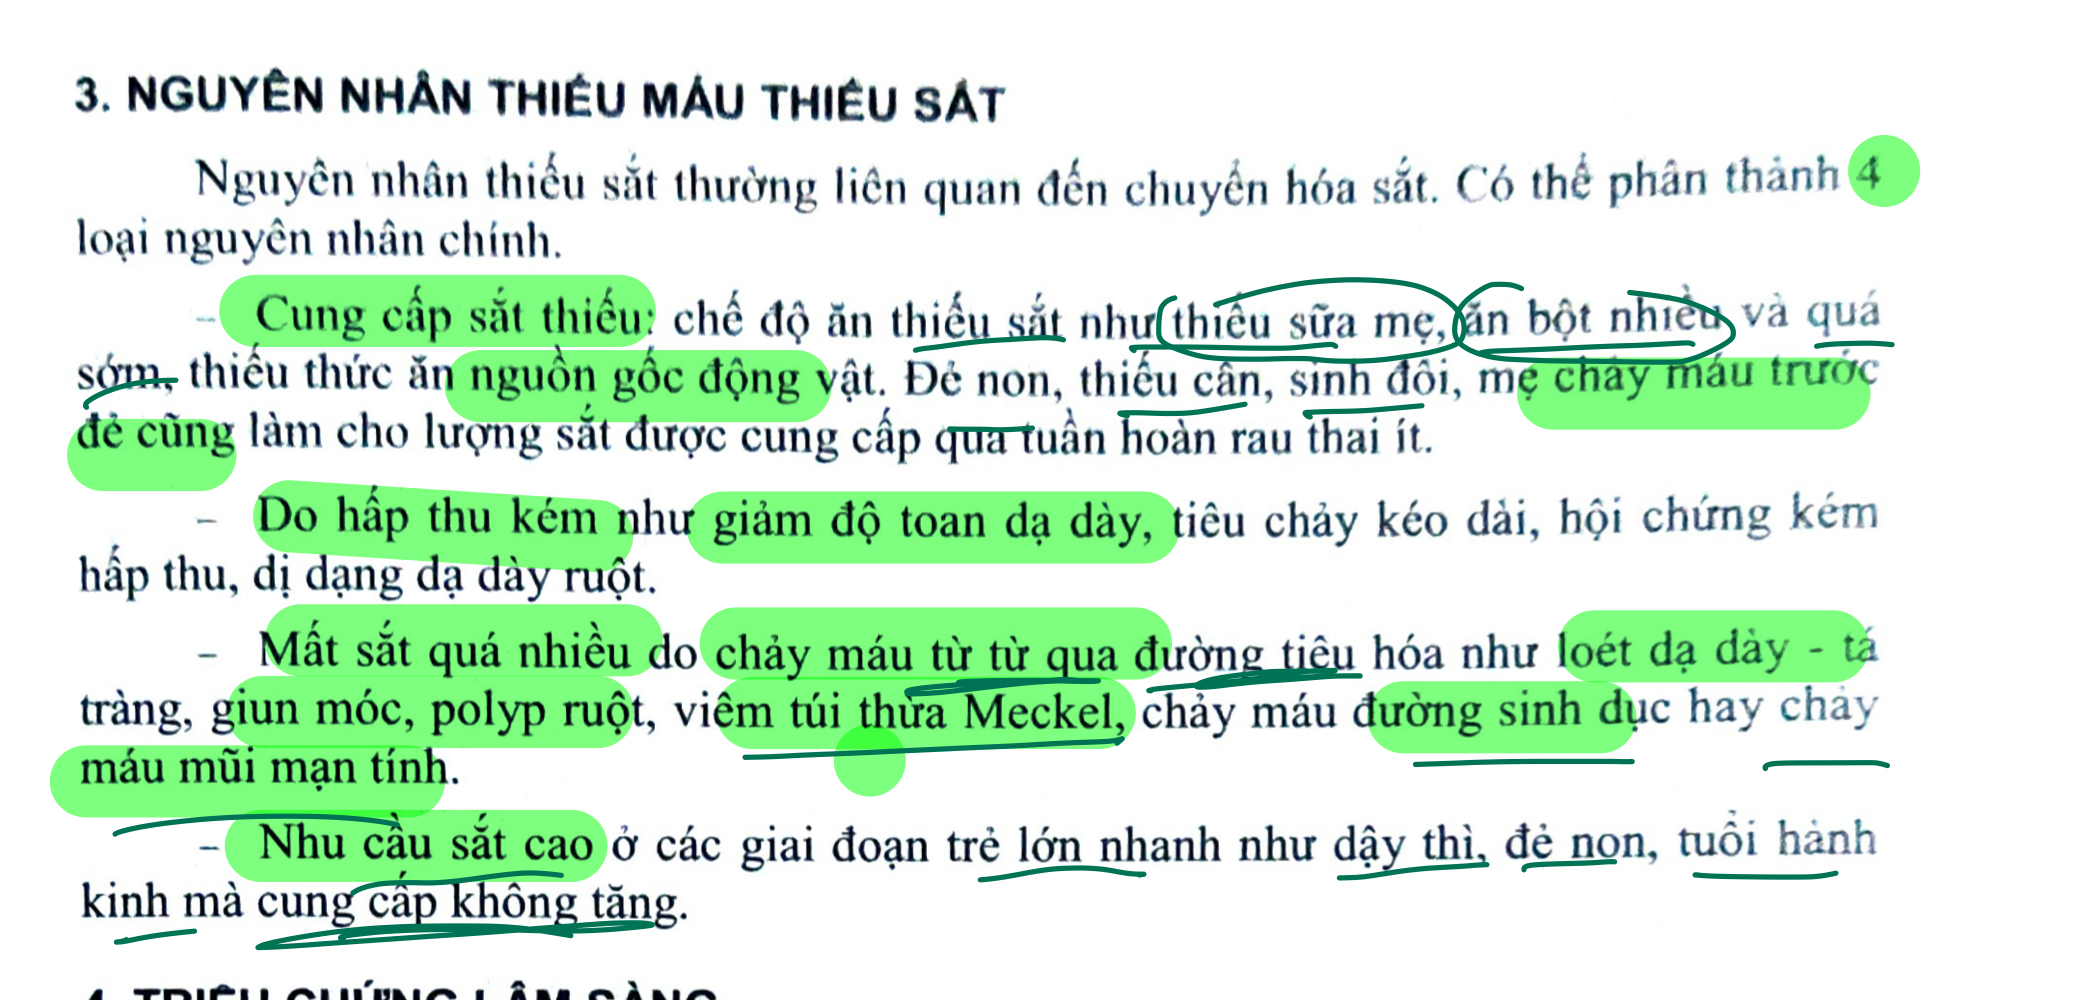 3. NGUYÊN NHÂN THIẾU MÁU THIẾU SẮT
Nguyên nhân thiếu sắt thường liên quan đến chuyển hóa sắt. Có thể phân thành 4
loại nguyên nhân chính.
– Cung cấp sắt thiếu: chế độ ăn thiếu sắt như thiếu sữa mẹ, ăn bột nhiều và quá
sớm, thiếu thức ăn nguồn gốc động vật. Đẻ non, thiếu cân, sinh đôi, mẹ chảy máu trước
đẻ cũng làm cho lượng sắt được cung cấp qua tuần hoàn rau thai ít.
– Do hấp thu kém như giảm độ toan dạ dày, tiêu chảy kéo dài, hội chứng kém
hấp thu, dị dạng dạ dày ruột.
– Mất sắt quá nhiều do chảy máu từ từ qua đường tiêu hóa như loét dạ dày - tá
tràng, giun móc, polyp ruột, viêm túi thừa Meckel, chảy máu đường sinh dục hay chảy
máu mũi mạn tính.
– Nhu cầu sắt cao ở các giai đoạn trẻ lớn nhanh như dậy thì, đẻ non, tuổi hành
kinh mà cung cấp không tăng.
4. TRIỆU CHỨNG LÂM SÀNG